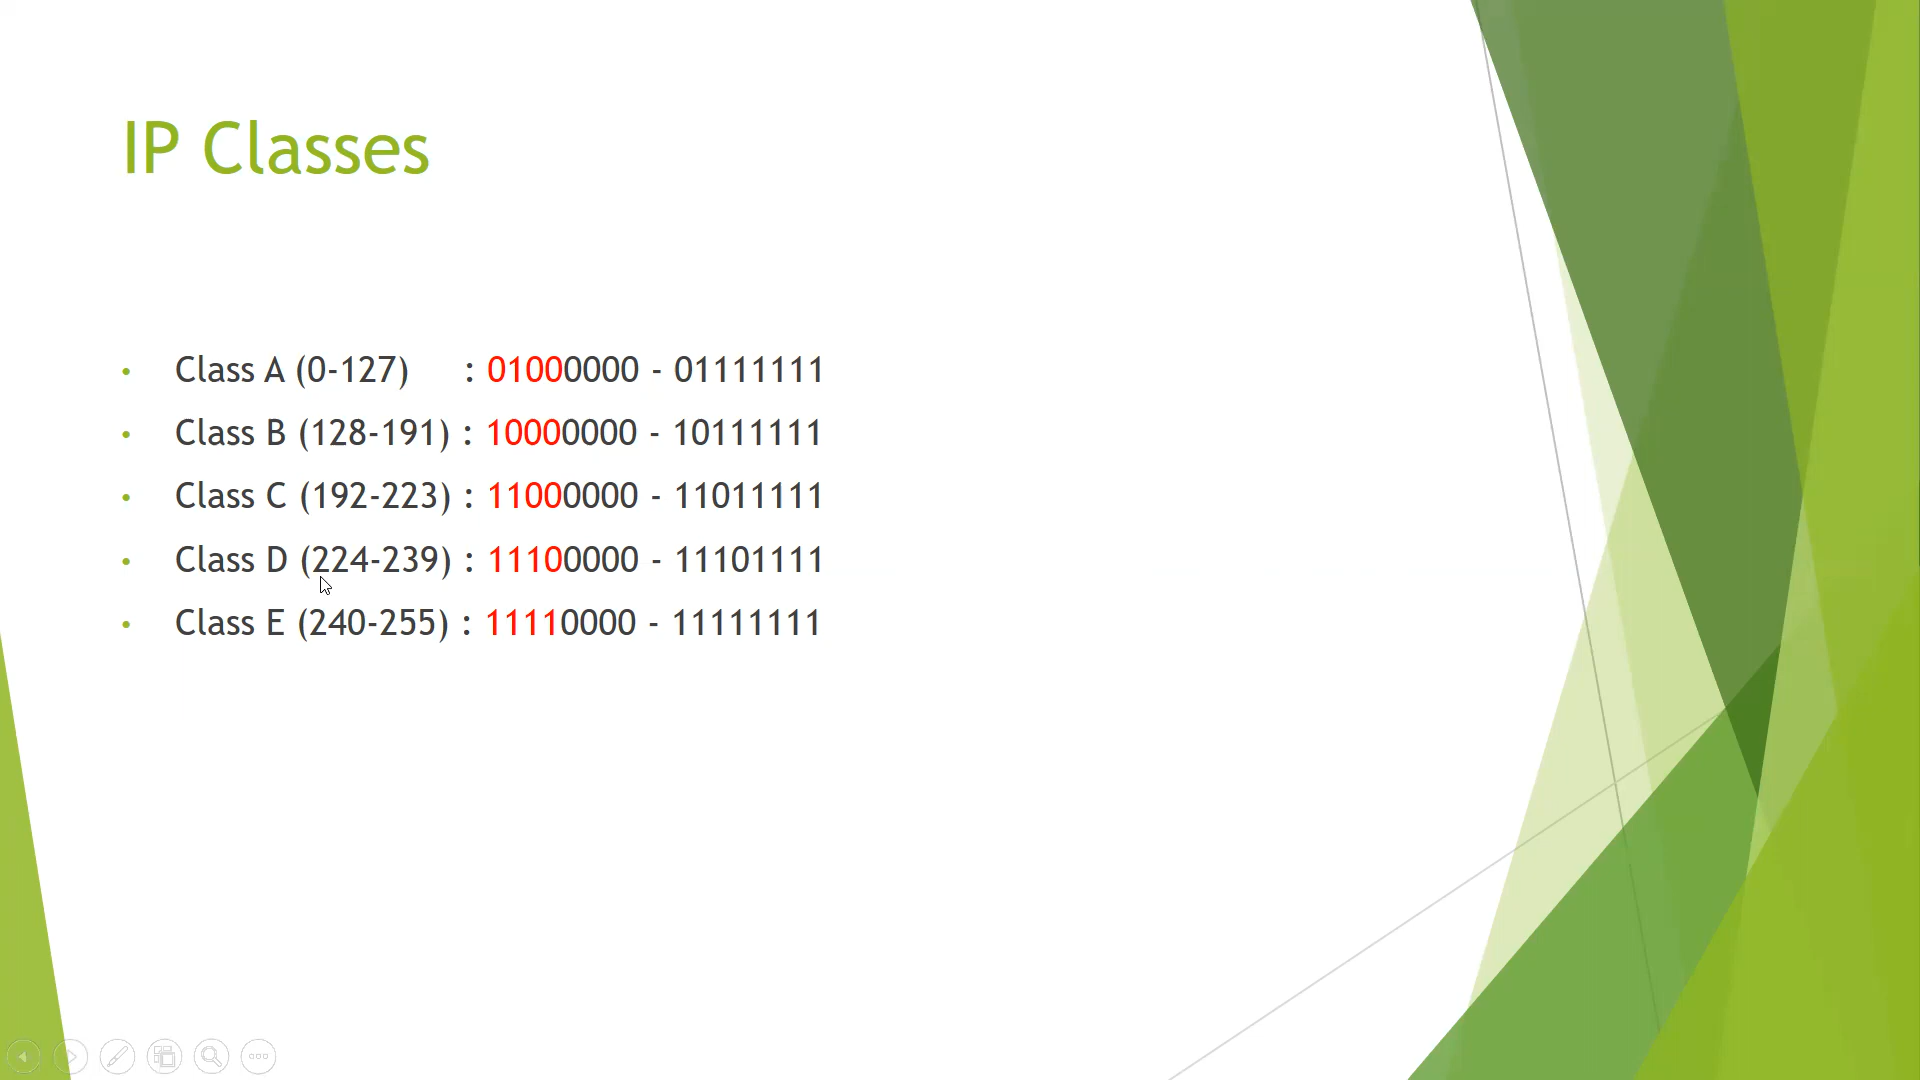 IP Classes
• Class A (0-127) : 01000000 - 01111111
• Class B (128-191) : 10000000 - 10111111
• Class C (192-223) : 11000000 - 11011111
• Class D (224-239) : 11100000 - 11101111
• Class E (240-255) : 11110000 - 11111111